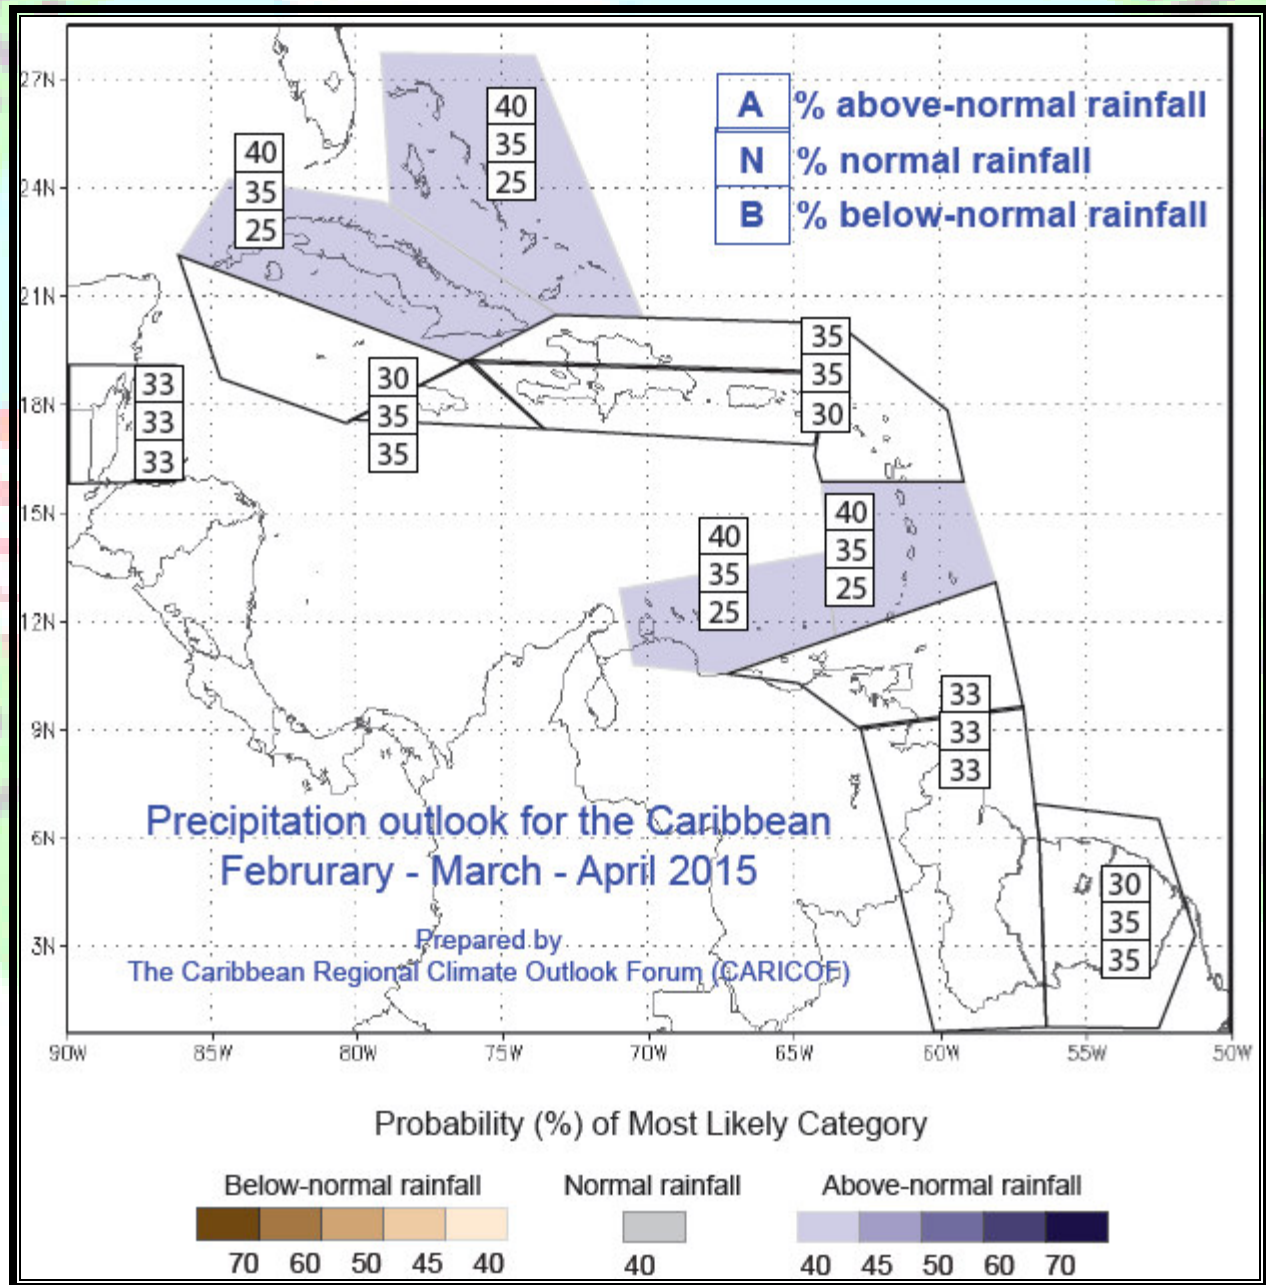 27N
24N
21N
18N
15N
12N
9N
6N
3N
A % above-normal rainfall
N % normal rainfall
B % below-normal rainfall
40
35
25
40
35
25
33
33
33
30
35
35
35
35
30
40
35
25
40
35
25
33
33
33
30
35
35
Precipitation outlook for the Caribbean
Februrary - March - April 2015
Prepared by
The Caribbean Regional Climate Outlook Forum (CARICOF)
90W 85W 80W 75W 70W 65W 60W 55W 50W
Probability (%) of Most Likely Category
Below-normal rainfall Normal rainfall Above-normal rainfall
70 60 50 45 40 40 40 45 50 60 70